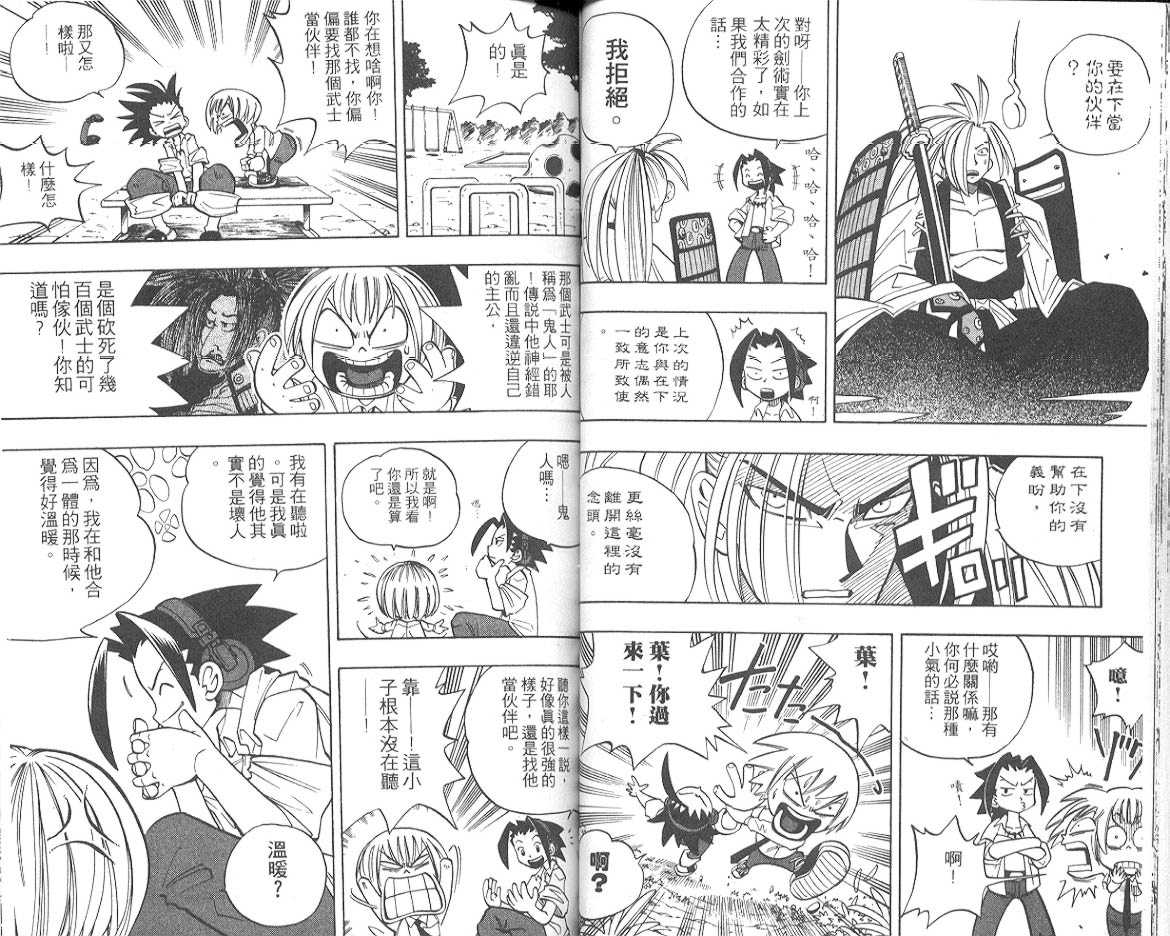 要在下當
你的伙伴
？
對呀——你上
次的劍術實在
太精彩了，如
果我們合作的
話…
哈、哈、哈、哈！
我拒絕。
上次的情況
是你與在下
的意志偶然
一致所致使
。
啊！
在下沒有
幫助你的
義盼，
更絲毫沒有
離開這裡的
念頭。
ギロッ
噫！
哎喲——那有
什麼關係嘛，
你何必說那種
小氣的話…
啊！
葉！
たたた
葉！你過
來一下！
啊？
真是
的！
你在想啥啊你！
誰都不找，你偏
偏要找那個武士
當伙伴！
那又怎
樣啦——
！
什麼怎
樣！
那個武士可是被人
稱為「鬼人」的耶
！傳說中他神經錯
亂而且還違逆自己
的主公，
是個砍死了幾
百個武士的可
怕傢伙！你知
道嗎？
嗯——鬼
人嗎…
就是啊！
所以我看
你還是算
了吧。
聽你這樣一說，
好像真的很強的
樣子，還是找他
當伙伴吧。
靠——！這小
子根本沒在聽
——！
我有在聽啦
。可是我真
的覺得他其
實不是壞人
。
因為，我在和他合
為一體的那時候，
覺得好溫暖。
溫暖？